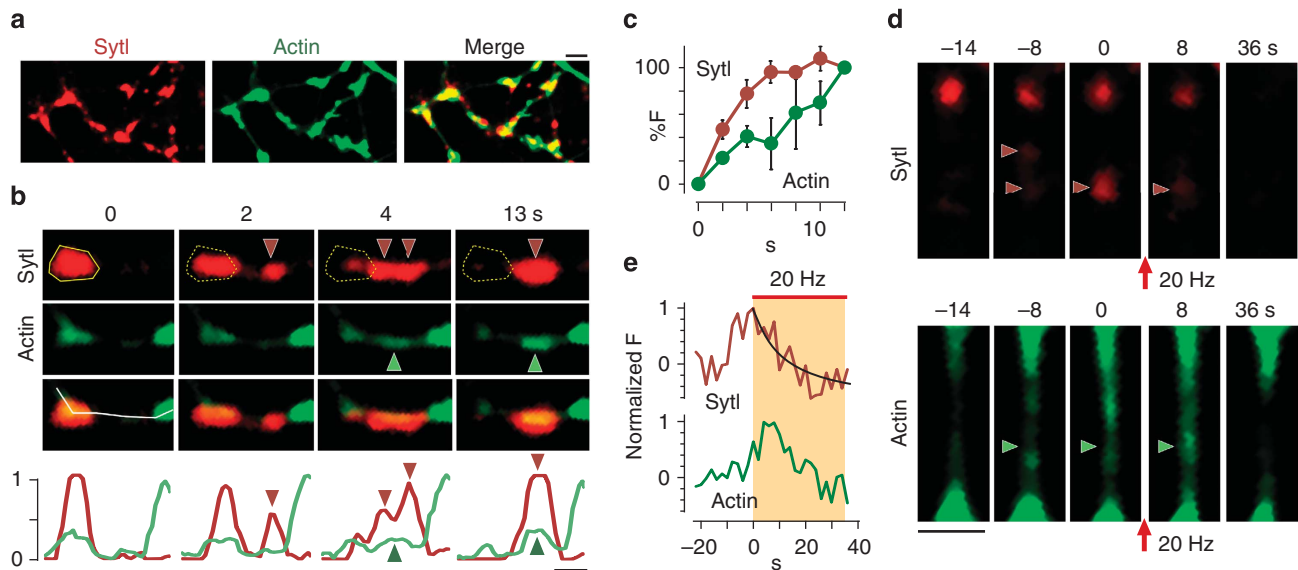 a
Sytl Actin Merge
b
0 2 4 13 s
Sytl
Actin
1
0
c
100
0
%F
Sytl
Actin
0 10
s
d
–14 –8 0 8 36 s
Sytl
20 Hz
–14 –8 0 8 36 s
Actin
20 Hz
e
20 Hz
1
0
Sytl
Normalized F
1
0
Actin
–20 0 20 40
s